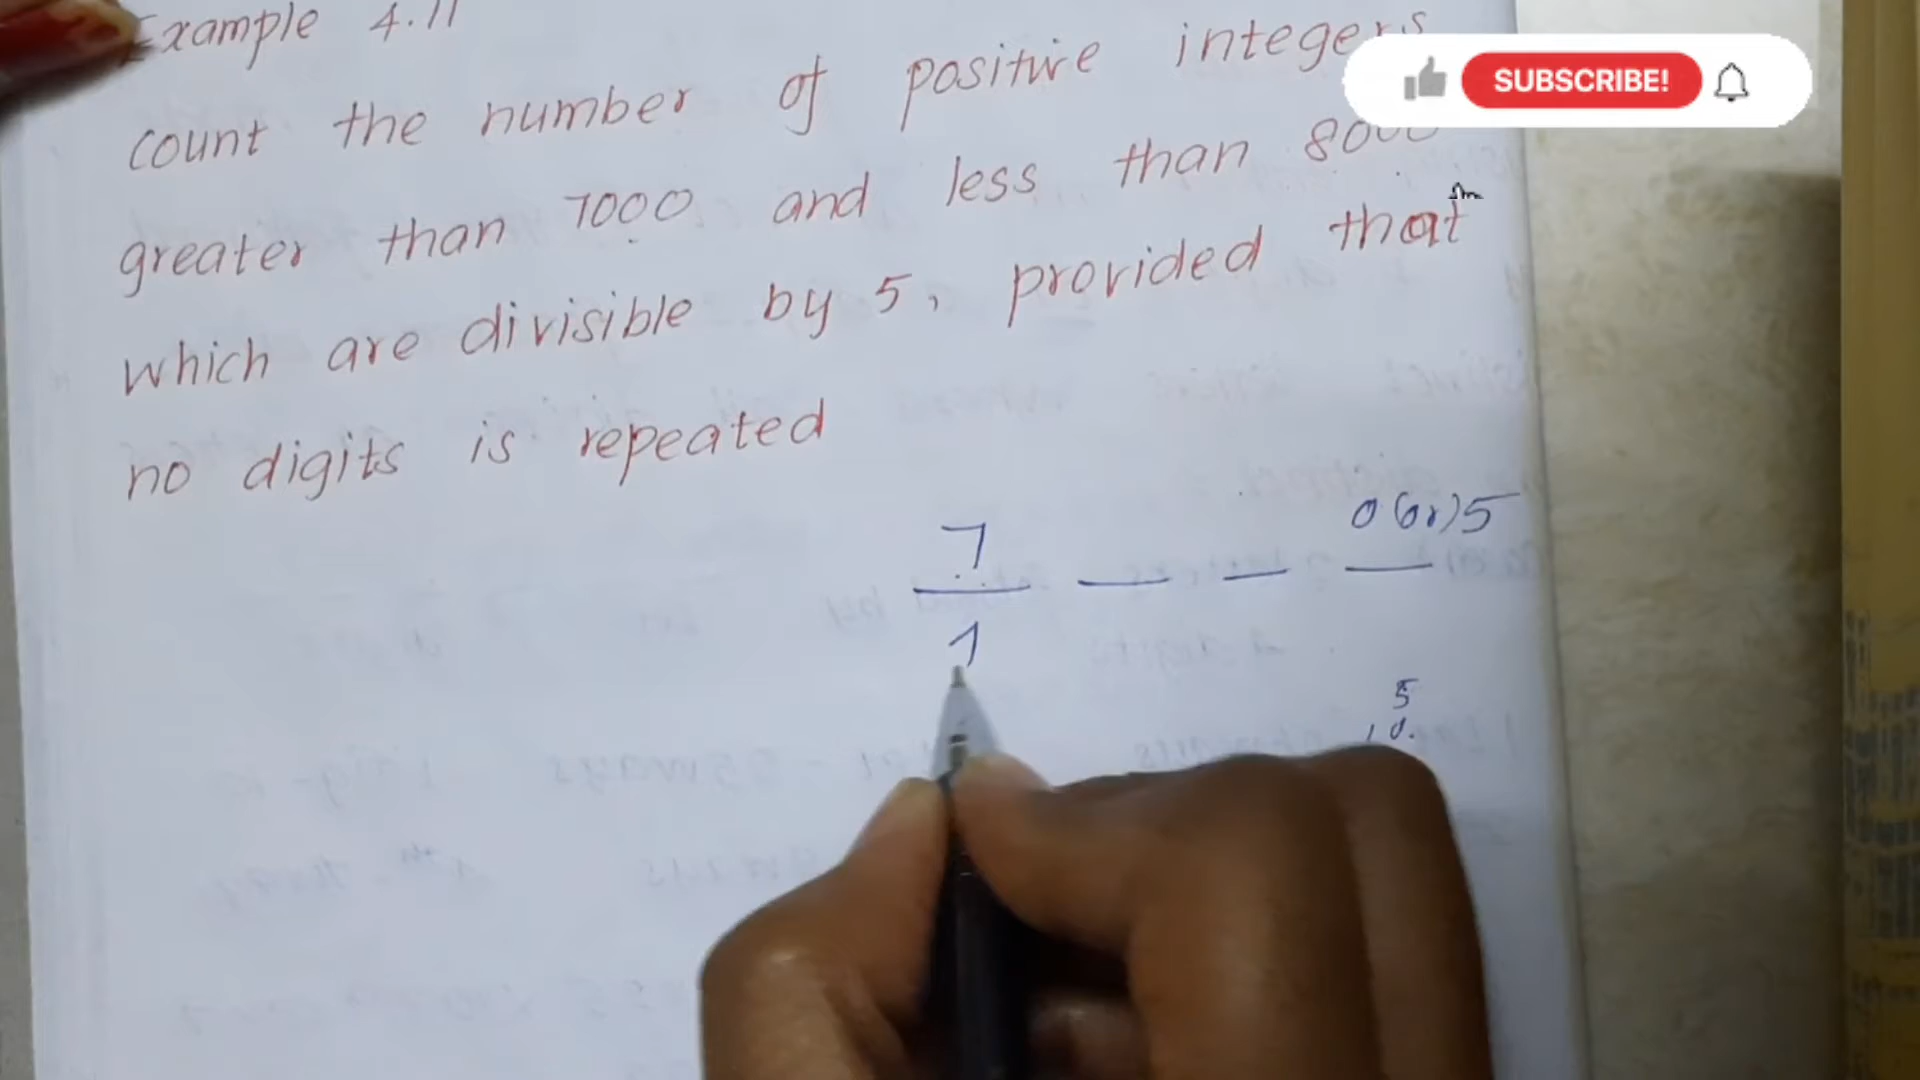 Example 4.11
count the number of positive integers
SUBSCRIBE!
greater than 7000 and less than 8000
which are divisible by 5, provided that
no digits is repeated
7 0 (or) 5
1
5
10.